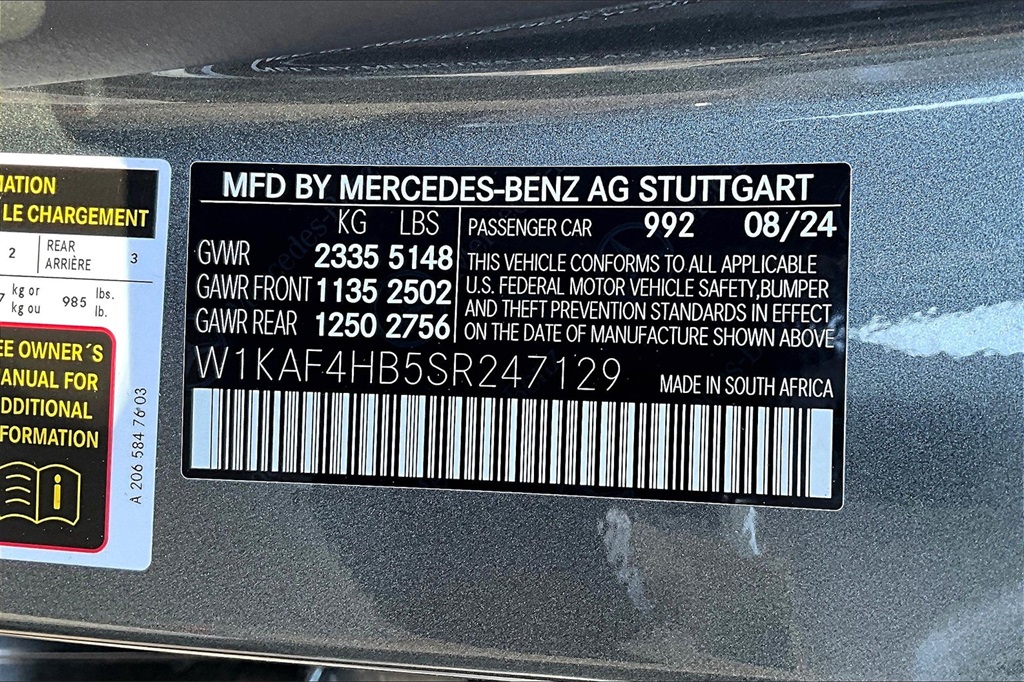 MATION
LE CHARGEMENT
2 REAR ARRIÈRE 3
kg or kg ou 985 lbs. lb.
EE OWNER´S
ANUAL FOR
DDITIONAL
FORMATION
i
A 206 584 76 03
MFD BY MERCEDES-BENZ AG STUTTGART
KG LBS
GVWR 2335 5148
GAWR FRONT 1135 2502
GAWR REAR 1250 2756
PASSENGER CAR 992 08/24
THIS VEHICLE CONFORMS TO ALL APPLICABLE
U.S. FEDERAL MOTOR VEHICLE SAFETY,BUMPER
AND THEFT PREVENTION STANDARDS IN EFFECT
ON THE DATE OF MANUFACTURE SHOWN ABOVE
W1KAF4HB5SR247129
MADE IN SOUTH AFRICA